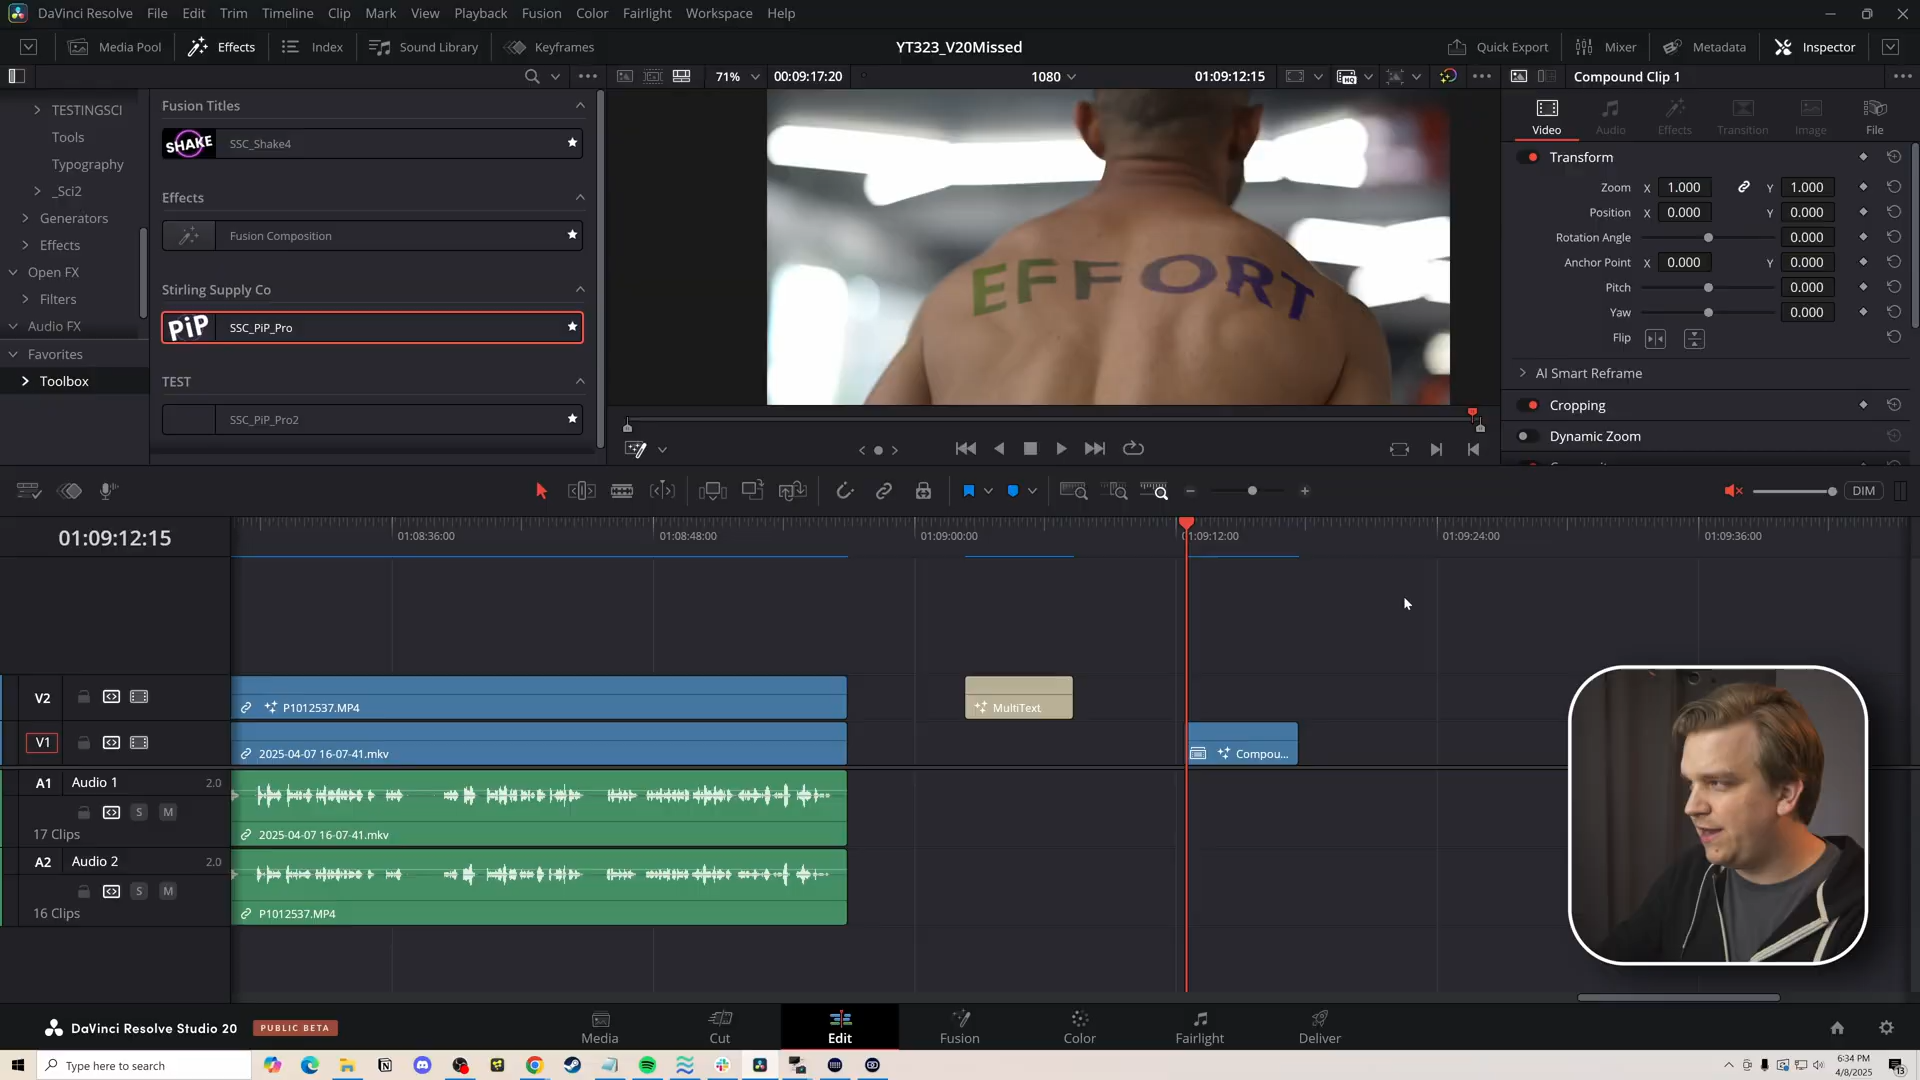 DaVinci Resolve File Edit Trim Timeline Clip Mark View Playback Fusion Color Fairlight Workspace Help
Media Pool Effects Index Sound Library Keyframes YT323_V20Missed Quick Export Mixer Metadata Inspector
71% 00:09:17:20 1080 01:09:12:15 Compound Clip 1
TESTINGSCI
Tools
Typography
_Sci2
Generators
Effects
Open FX
Filters
Audio FX
Favorites
Toolbox
Fusion Titles
SHAKE SSC_Shake4
Effects
Fusion Composition
Stirling Supply Co
PiP SSC_PiP_Pro
TEST
SSC_PiP_Pro2
EFFORT
Video Audio Effects Transition Image File
Transform
Zoom X 1.000 Y 1.000
Position X 0.000 Y 0.000
Rotation Angle 0.000
Anchor Point X 0.000 Y 0.000
Pitch 0.000
Yaw 0.000
Flip
AI Smart Reframe
Cropping
Dynamic Zoom
DIM
01:09:12:15 01:08:36:00 01:08:48:00 01:09:00:00 01:09:12:00 01:09:24:00 01:09:36:00
V2 P1012537.MP4 MultiText
V1 2025-04-07 16-07-41.mkv Compou...
A1 Audio 1 2.0
S M
17 Clips 2025-04-07 16-07-41.mkv
A2 Audio 2 2.0
S M
16 Clips P1012537.MP4
DaVinci Resolve Studio 20 PUBLIC BETA Media Cut Edit Fusion Color Fairlight Deliver
Type here to search
6:34 PM
4/8/2025
13